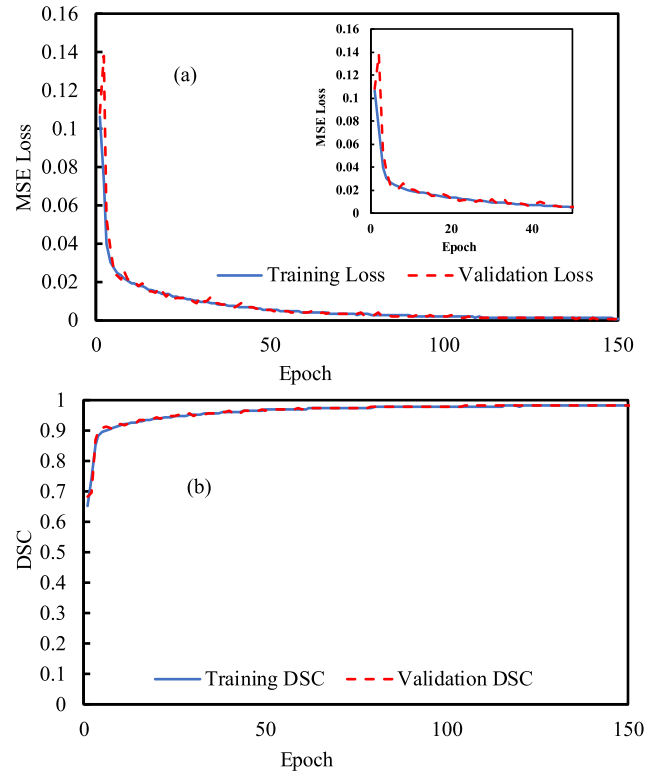 0.16
0.14
0.12
0.1
0.08
0.06
0.04
0.02
0
MSE Loss
(a)
0.16
0.14
0.12
0.1
0.08
0.06
0.04
0.02
0
MSE Loss
0 20 40
Epoch
Training Loss Validation Loss
0 50 100 150
Epoch
1
0.9
0.8
0.7
0.6
0.5
0.4
0.3
0.2
0.1
0
DSC
(b)
Training DSC Validation DSC
0 50 100 150
Epoch